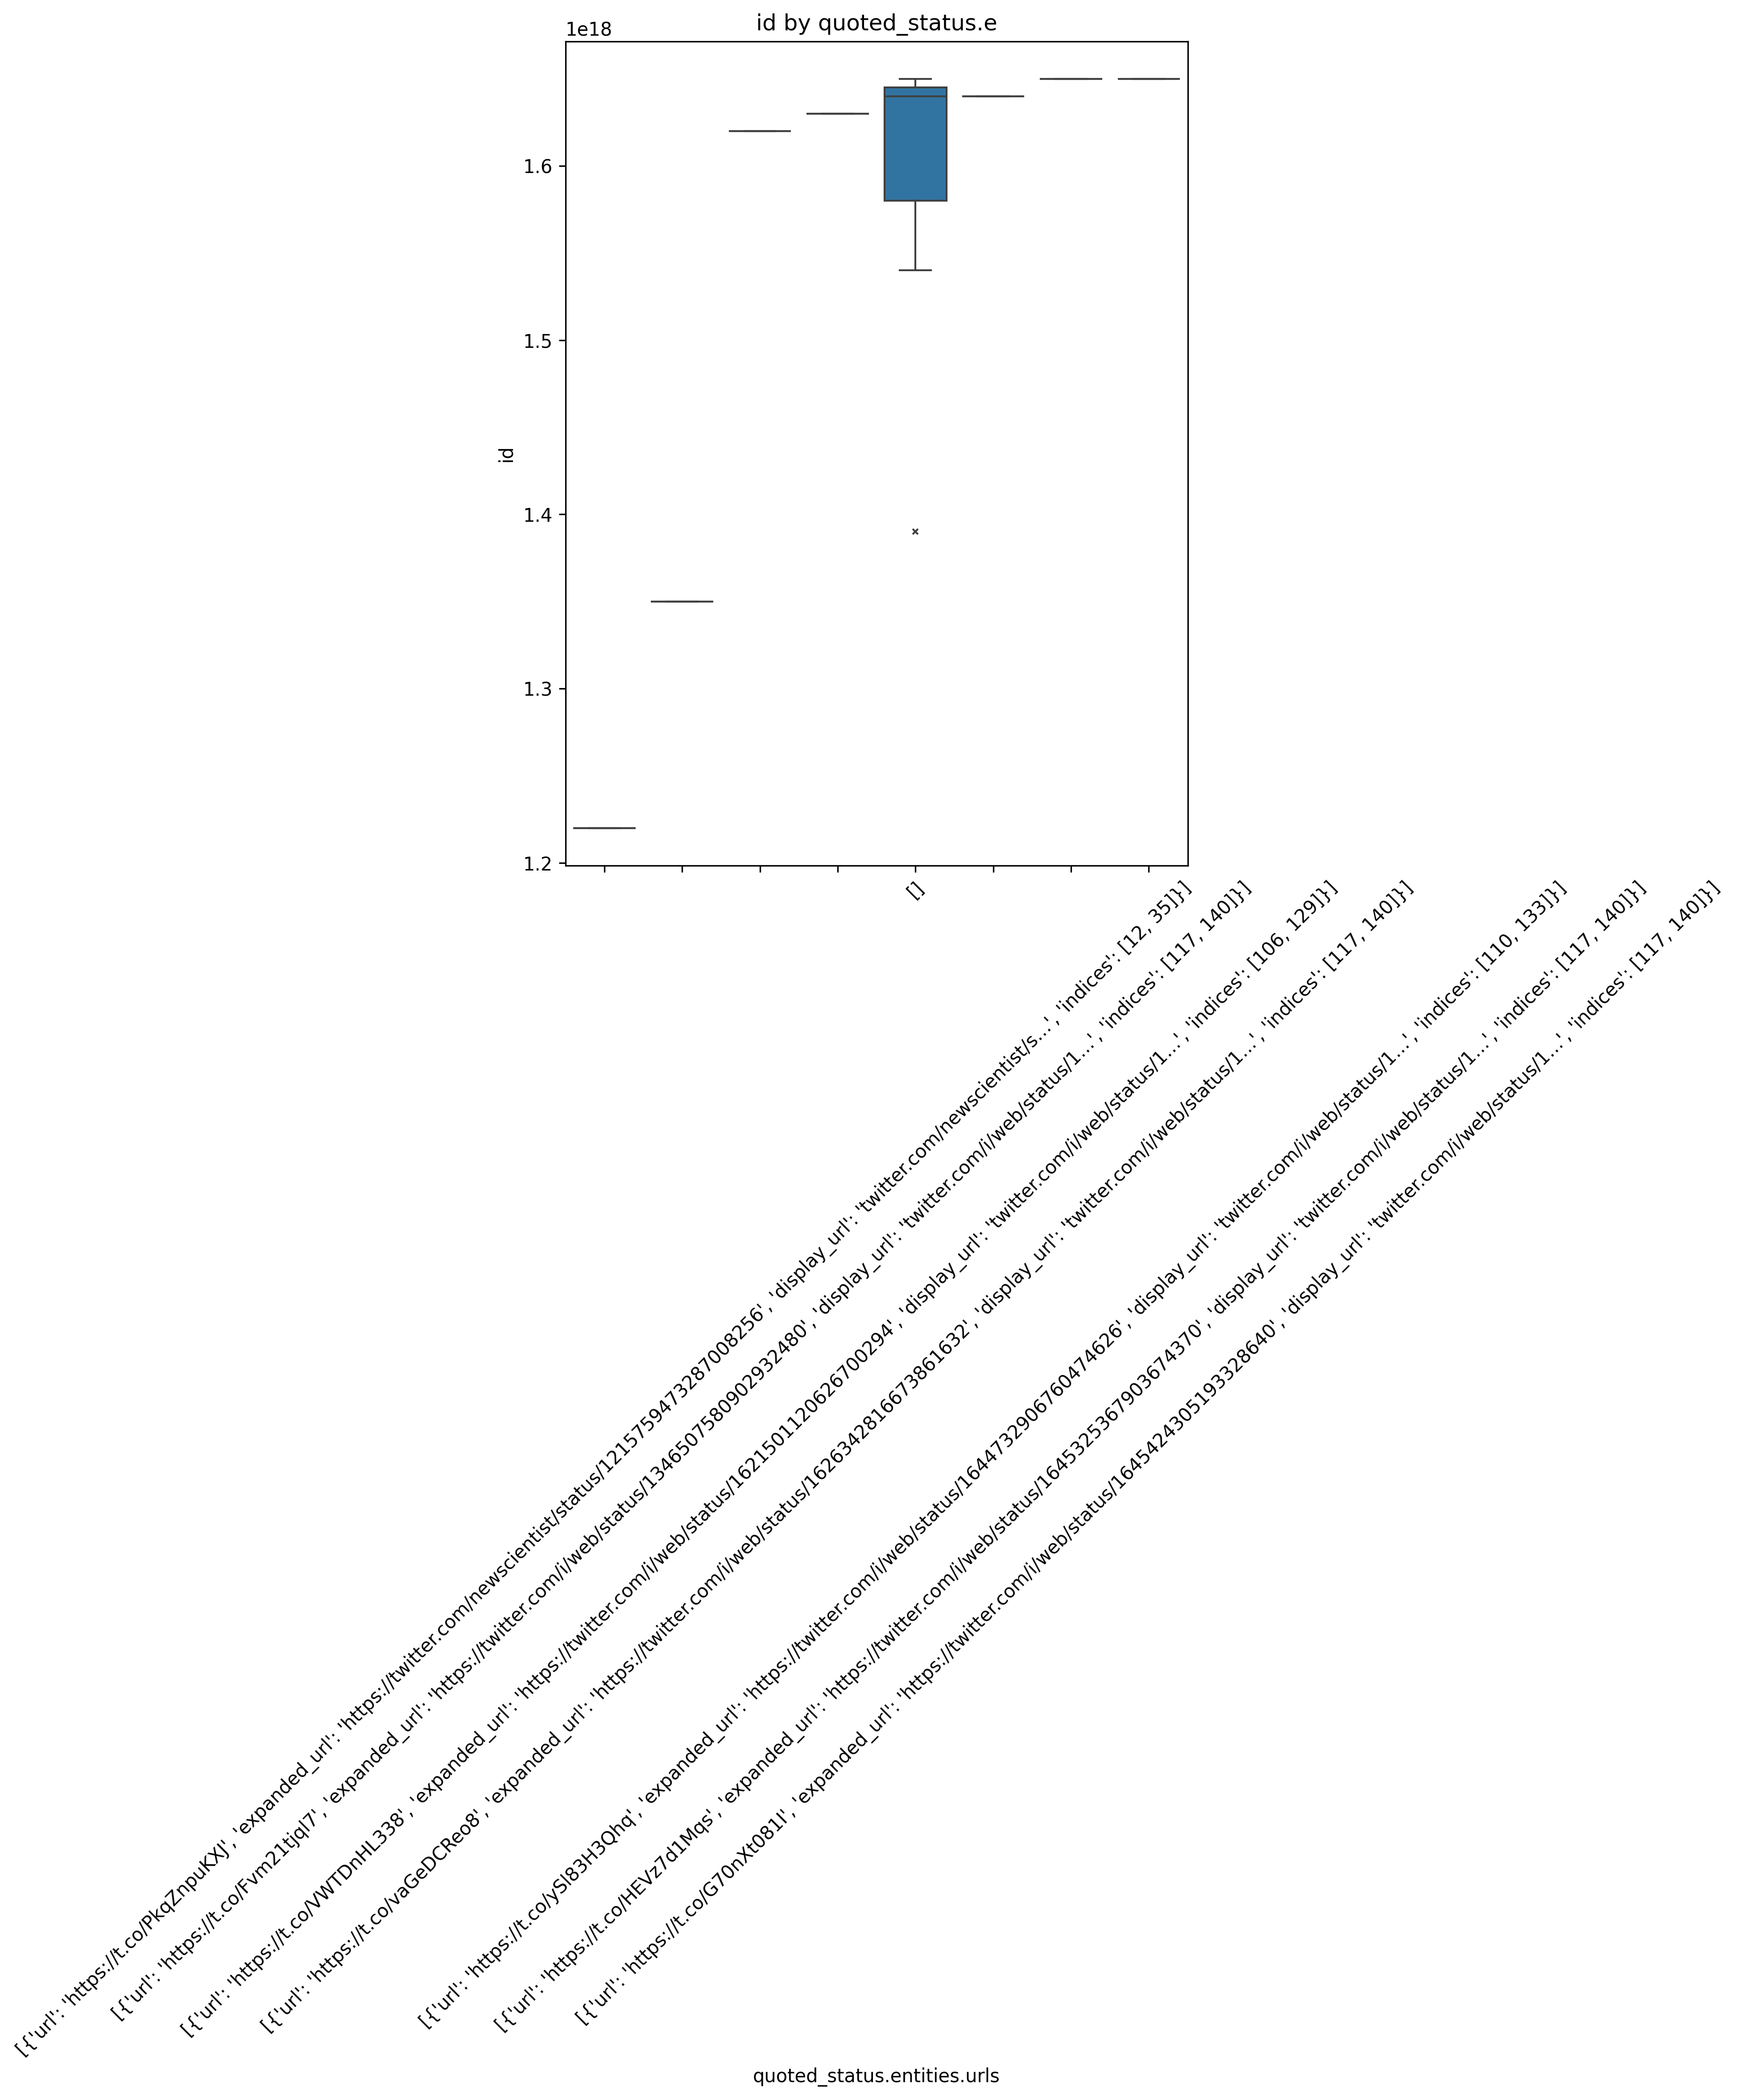 id by quoted_status.e
1e18
1.6
1.5
1.4
1.3
1.2
id
[{'url': 'https://t.co/PkqZnpuKXJ', 'expanded_url': 'https://twitter.com/newscientist/status/1215759473287008256', 'display_url': 'twitter.com/newscientist/s…', 'indices': [12, 35]}]
[{'url': 'https://t.co/Fvm21tjqI7', 'expanded_url': 'https://twitter.com/i/web/status/1346507580902932480', 'display_url': 'twitter.com/i/web/status/1…', 'indices': [117, 140]}]
[{'url': 'https://t.co/VWTDnHL338', 'expanded_url': 'https://twitter.com/i/web/status/1621501120626700294', 'display_url': 'twitter.com/i/web/status/1…', 'indices': [106, 129]}]
[{'url': 'https://t.co/vaGeDCReo8', 'expanded_url': 'https://twitter.com/i/web/status/1626342816673861632', 'display_url': 'twitter.com/i/web/status/1…', 'indices': [117, 140]}]
[]
[{'url': 'https://t.co/ySl83H3Qhq', 'expanded_url': 'https://twitter.com/i/web/status/1644732906760474626', 'display_url': 'twitter.com/i/web/status/1…', 'indices': [110, 133]}]
[{'url': 'https://t.co/HEVz7d1Mqs', 'expanded_url': 'https://twitter.com/i/web/status/1645325367903674370', 'display_url': 'twitter.com/i/web/status/1…', 'indices': [117, 140]}]
[{'url': 'https://t.co/G70nXt081l', 'expanded_url': 'https://twitter.com/i/web/status/1645424305193328640', 'display_url': 'twitter.com/i/web/status/1…', 'indices': [117, 140]}]
quoted_status.entities.urls